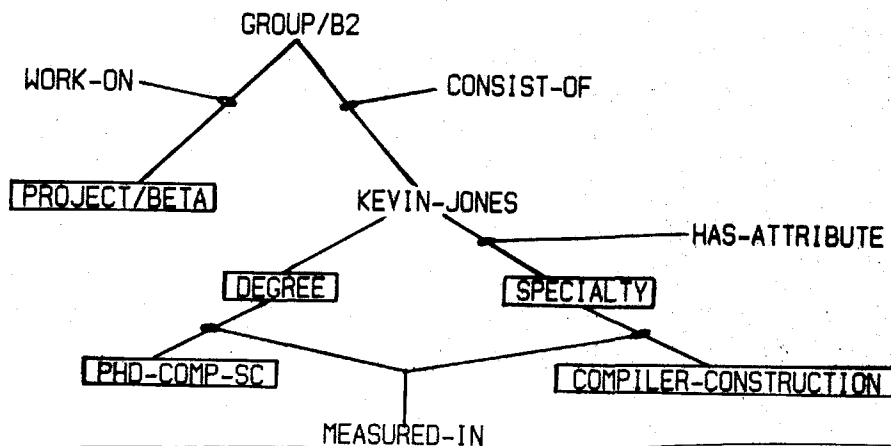 GROUP/B2
WORK-ON
CONSIST-OF
PROJECT/BETA
KEVIN-JONES
HAS-ATTRIBUTE
DEGREE
SPECIALTY
PHD-COMP-SC
COMPILER-CONSTRUCTION
MEASURED-IN